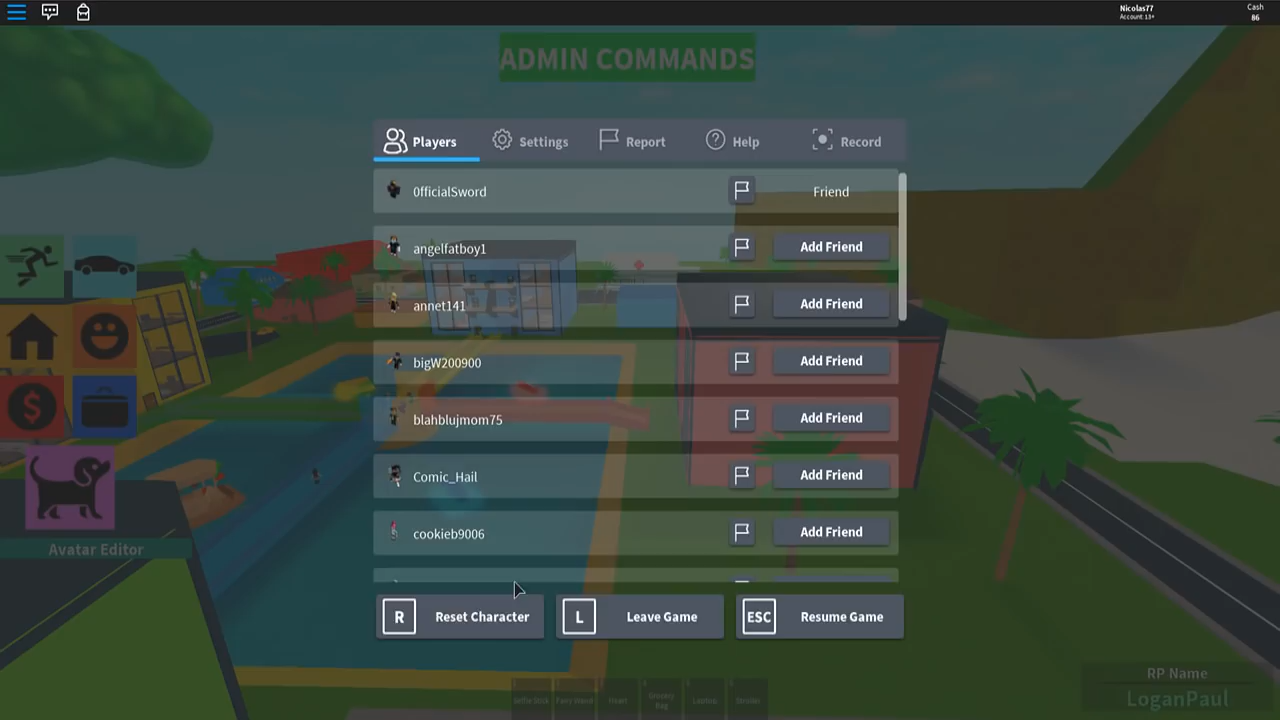 Nicolas77
Account: 13+
Cash
86
ADMIN COMMANDS
Players
Settings
Report
Help
Record
0fficialSword
Friend
angelfatboy1
Add Friend
annet141
Add Friend
bigW200900
Add Friend
blahblujmom75
Add Friend
Comic_Hail
Add Friend
cookieb9006
Add Friend
Avatar Editor
R
Reset Character
L
Leave Game
ESC
Resume Game
RP Name
LoganPaul